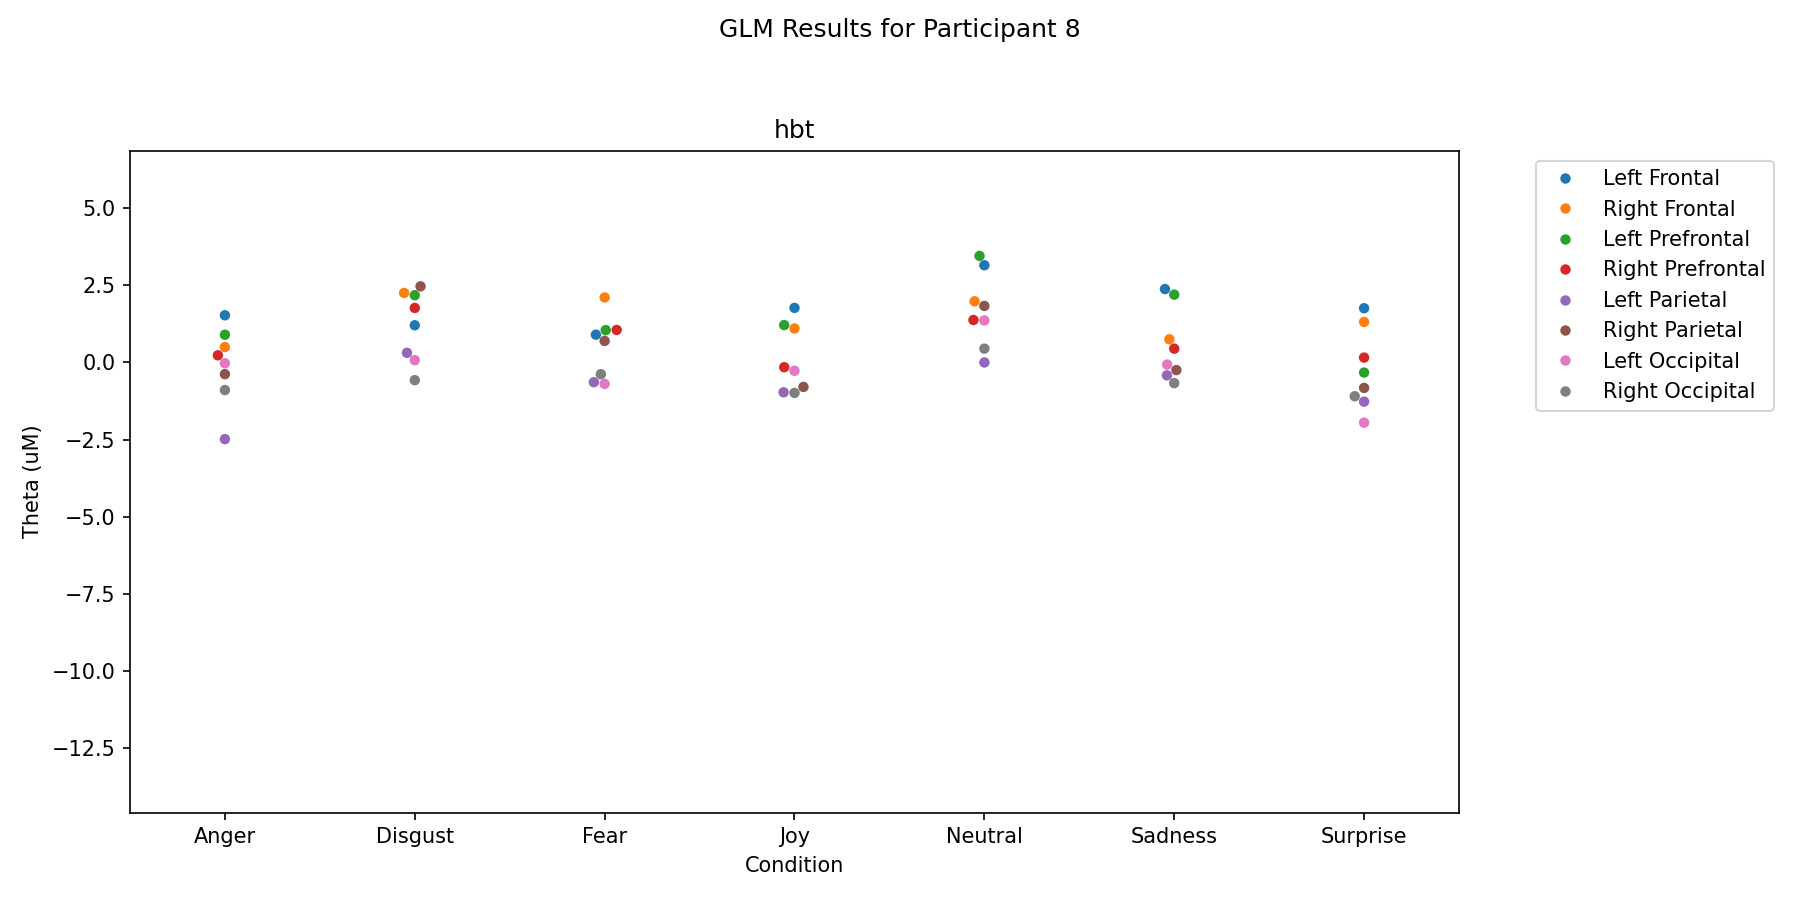 GLM Results for Participant 8
hbt
5.0
2.5
0.0
−2.5
−5.0
−7.5
−10.0
−12.5
Theta (uM)
Anger
Disgust
Fear
Joy
Neutral
Sadness
Surprise
Condition
Left Frontal
Right Frontal
Left Prefrontal
Right Prefrontal
Left Parietal
Right Parietal
Left Occipital
Right Occipital